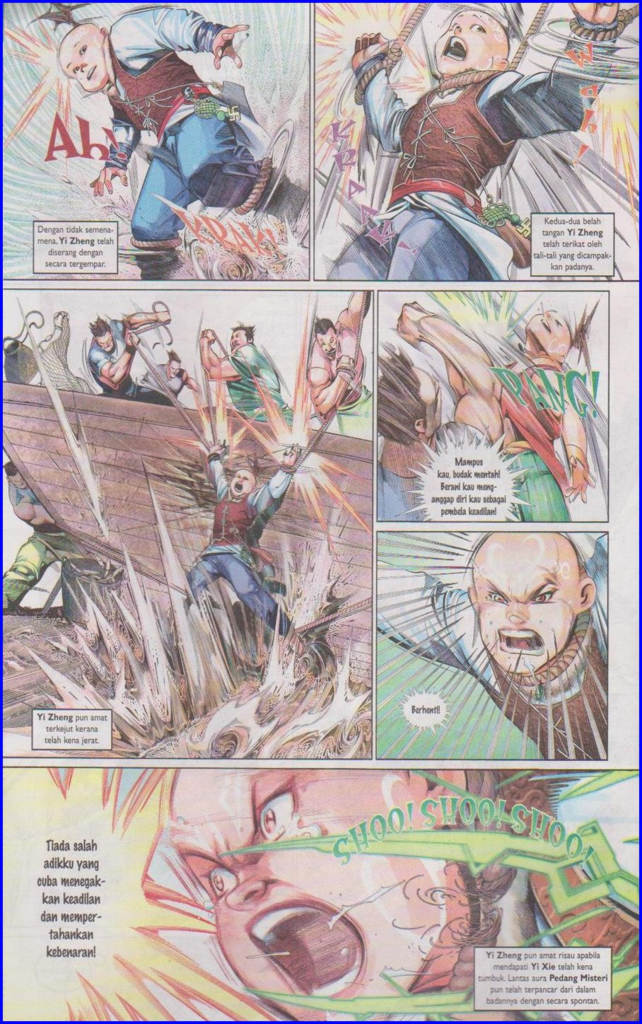 Ah!
KRAK!
Dengan tidak semena-
mena, Yi Zheng telah
diserang dengan
secara tergempar.
Wah!
KRAAK!
Kedua-dua belah
tangan Yi Zheng
telah terikat oleh
tali-tali yang dicampak-
kan padanya.
Yi Zheng pun amat
terkejut kerana
telah kena jerat.
PANG!
Mampus
kau, budak mentah!
Berani kau meng-
anggap diri kau sebagai
pembela keadilan!
Berhenti!
Tiada salah
adikku yang
cuba menegak-
kan keadilan
dan memper-
tahankan
kebenaran!
SHOO!SHOO!SHOO!
Yi Zheng pun amat risau apabila
mendapati Yi Xie telah kena
tumbuk. Lantas aura Pedang Misteri
pun telah terpancar dari dalam
badannya dengan secara spontan.